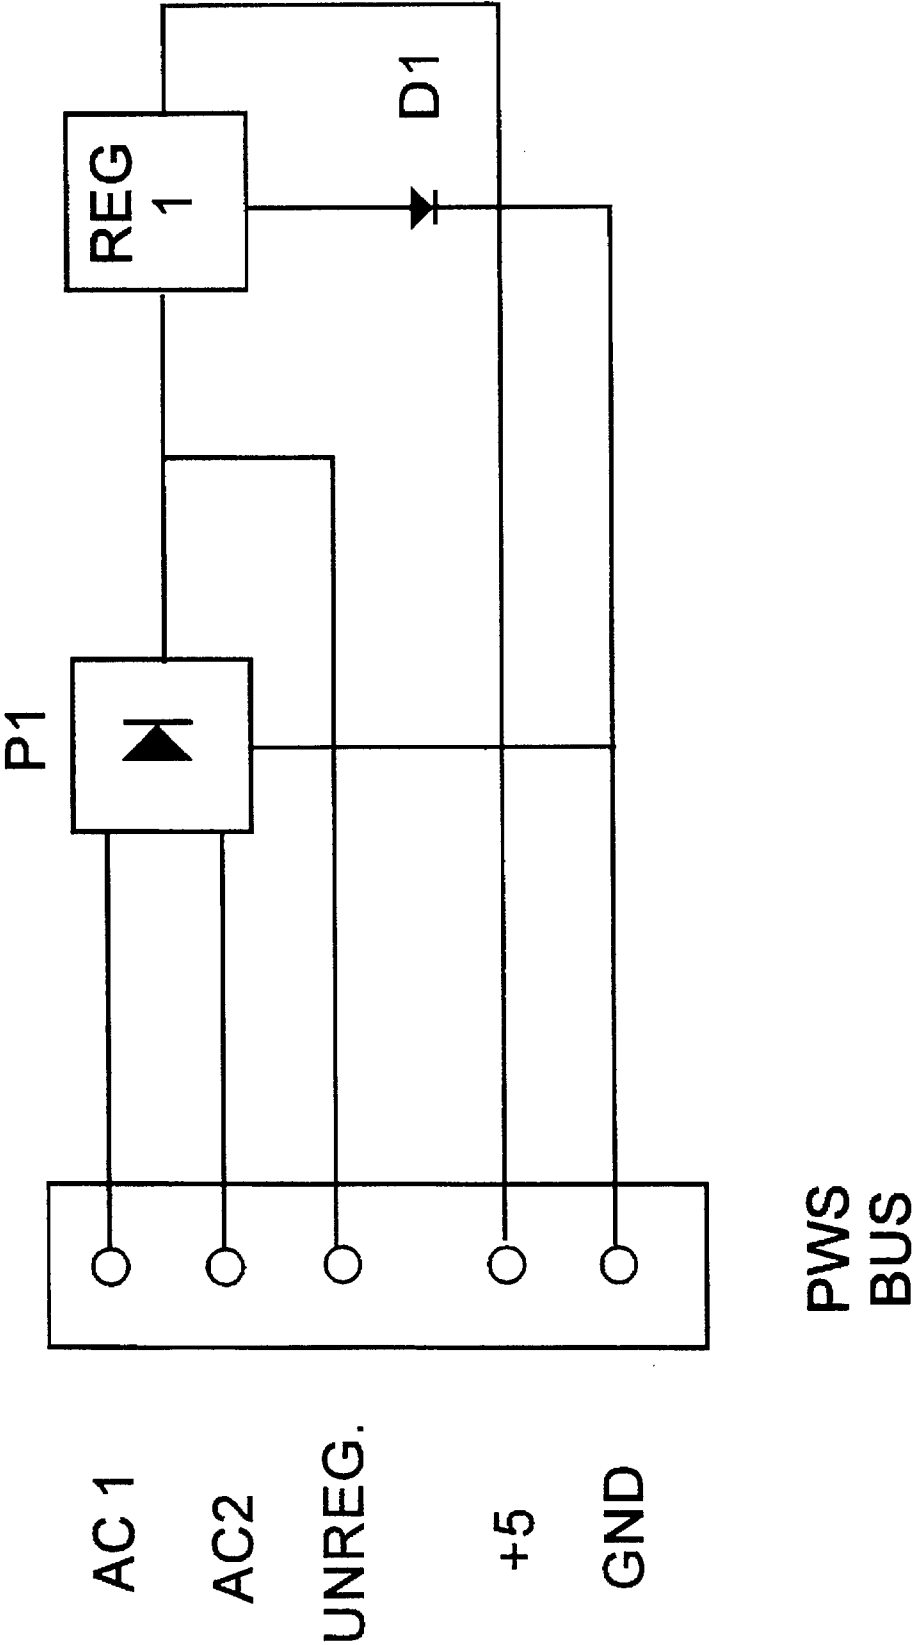 P1
REG
1
D1
AC 1
AC2
UNREG.
+5
GND
PWS
BUS